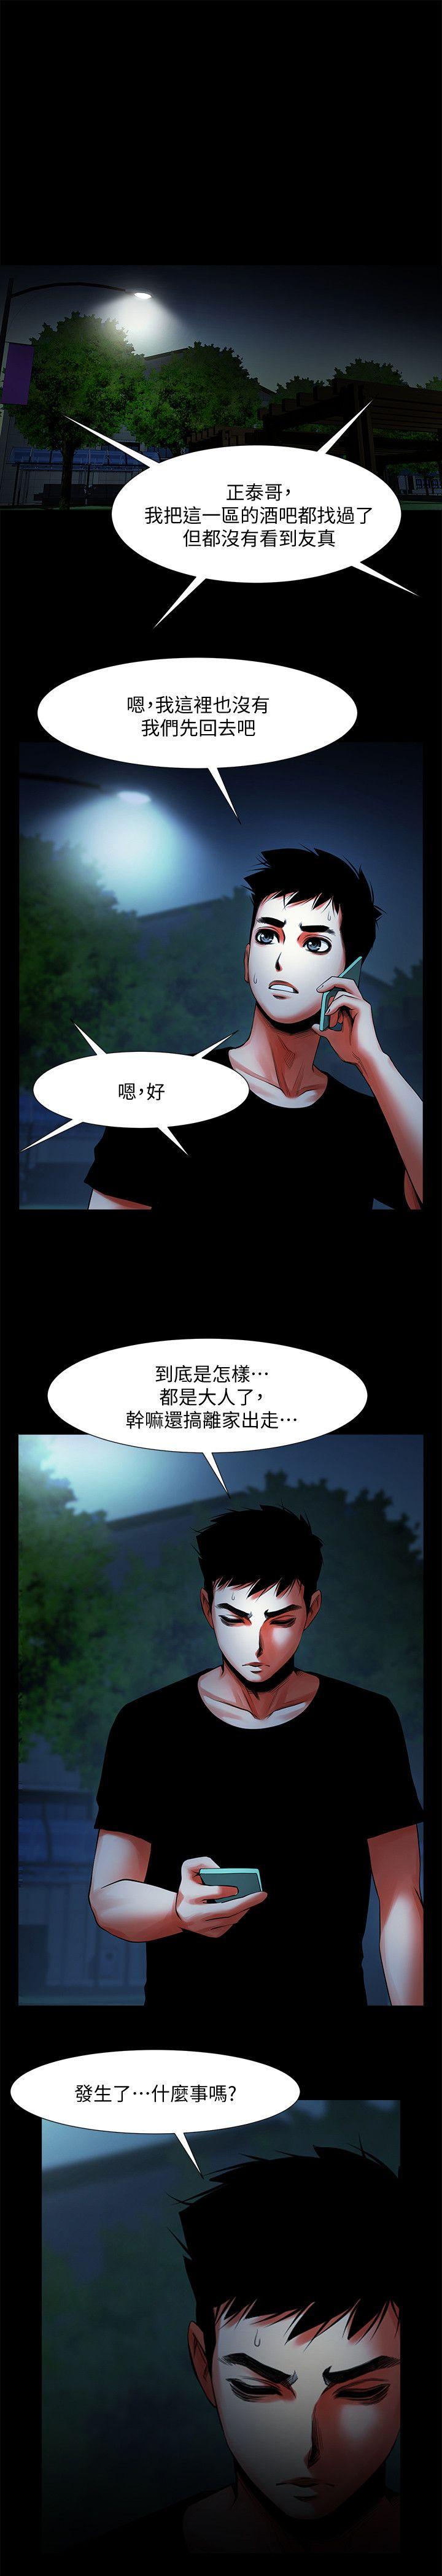 正泰哥，
我把這一區的酒吧都找過了
但都沒有看到友真
嗯，我這裡也沒有
我們先回去吧
嗯，好
到底是怎樣…
都是大人了，
幹嘛還搞離家出走…
發生了…什麼事嗎?